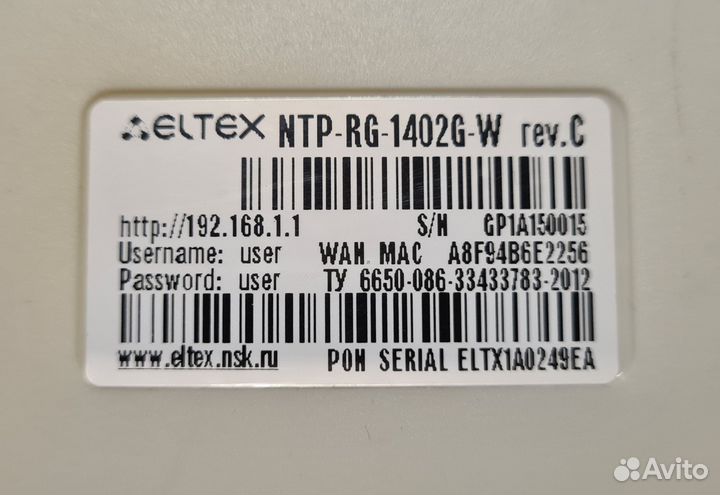 ELTEX NTP-RG-1402G-W rev.C
http://192.168.1.1 S/N GP1A150015
Username: user WAN MAC A8F94B6E2256
Password: user ТУ 6650-086-33433783-2012
www.eltex.nsk.ru PON SERIAL ELTX1A0249EA
Avito